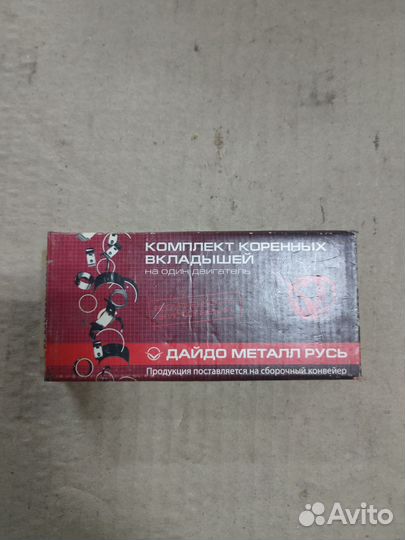 КОМПЛЕКТ КОРЕННЫХ
ВКЛАДЫШЕЙ
на один двигатель
ДАЙДО МЕТАЛЛ РУСЬ
Продукция поставляется на сборочный конвейер
Avito